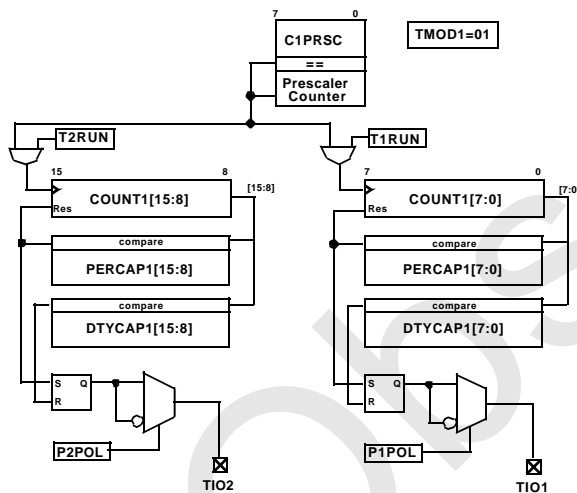 7 0
C1PRSC
TMOD1=01
==
Prescaler
Counter
T2RUN
T1RUN
15 8
7 0
[15:8]
[7:0
COUNT1[15:8]
COUNT1[7:0]
Res
Res
compare
compare
PERCAP1[15:8]
PERCAP1[7:0]
compare
compare
DTYCAP1[15:8]
DTYCAP1[7:0]
S Q
S Q
R
R
P2POL
P1POL
TIO2
TIO1